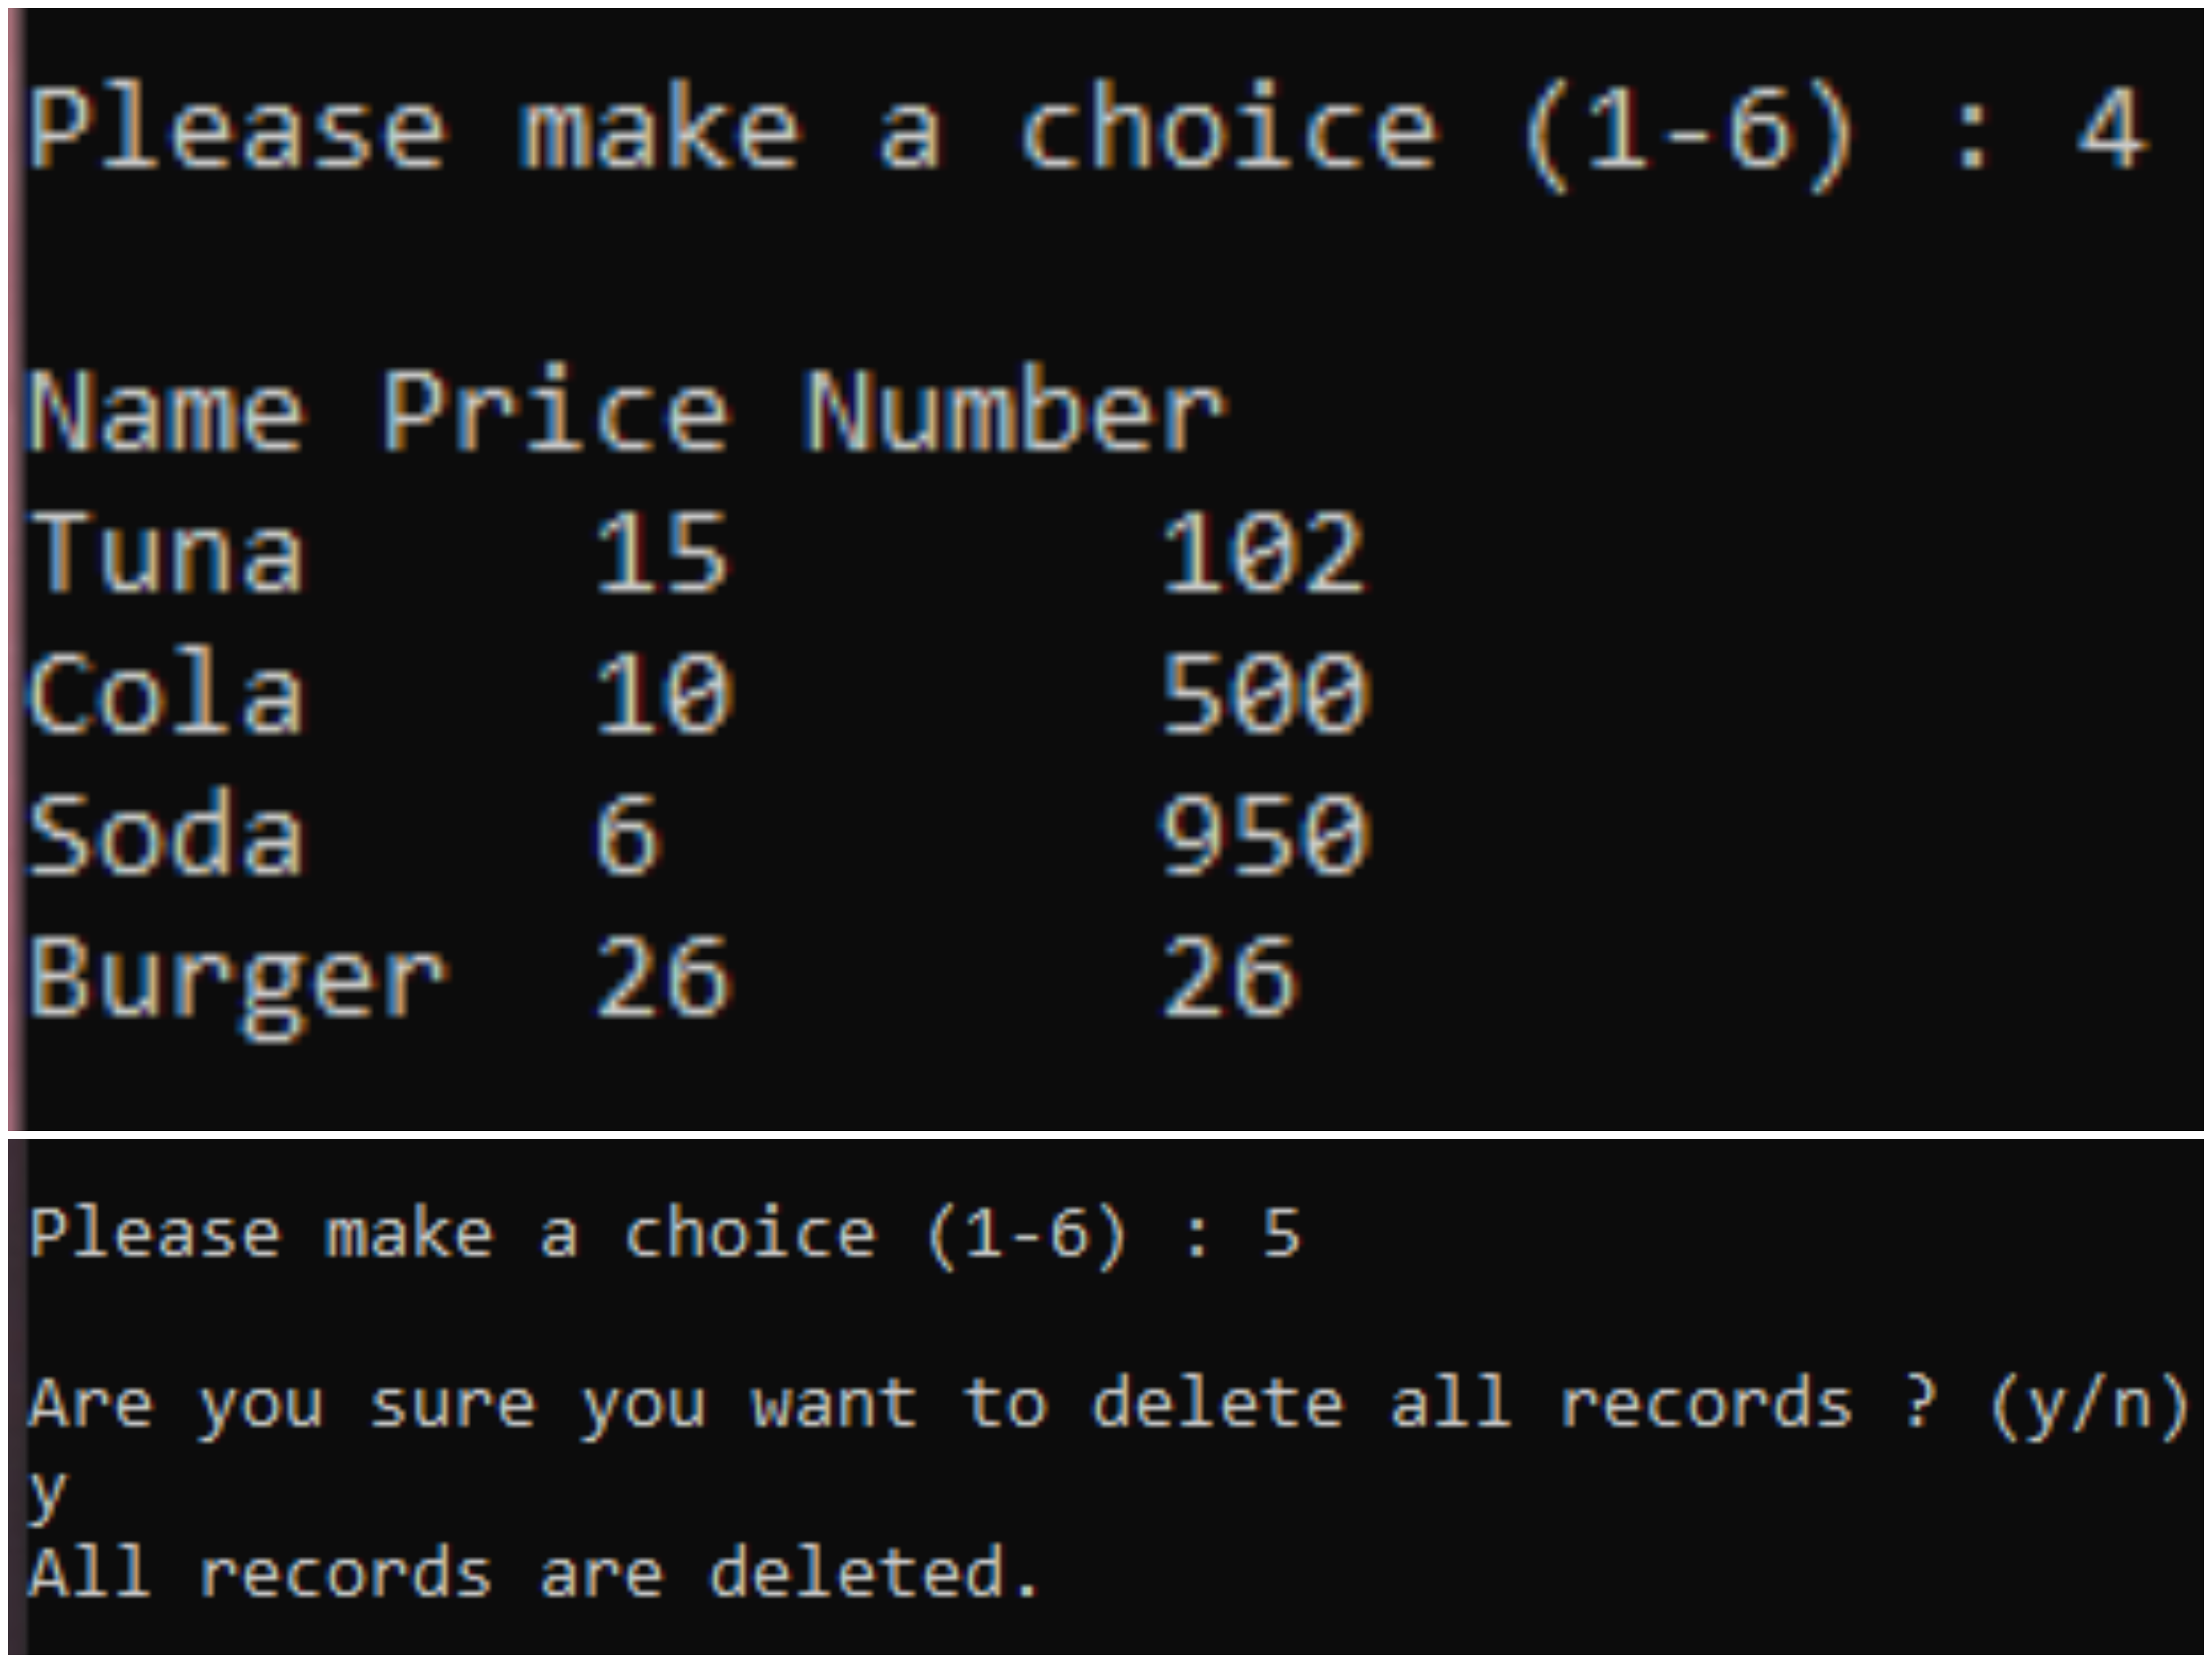 Please make a choice (1-6) : 4
Name Price Number
Tuna    15      102
Cola    10      500
Soda    6       950
Burger  26      26
Please make a choice (1-6) : 5
Are you sure you want to delete all records ? (y/n)
y
All records are deleted.